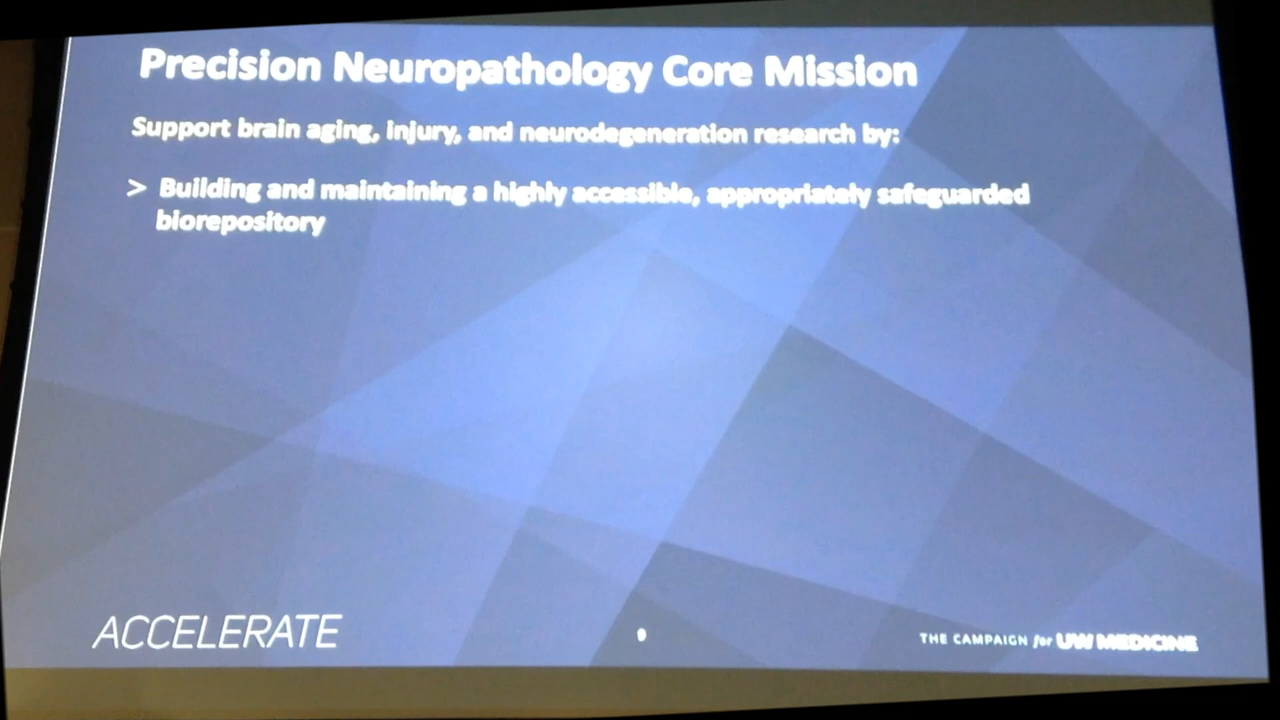 Precision Neuropathology Core Mission
Support brain aging, injury, and neurodegeneration research by:
> Building and maintaining a highly accessible, appropriately safeguarded
biorepository
ACCELERATE
9
THE CAMPAIGN for UW MEDICINE